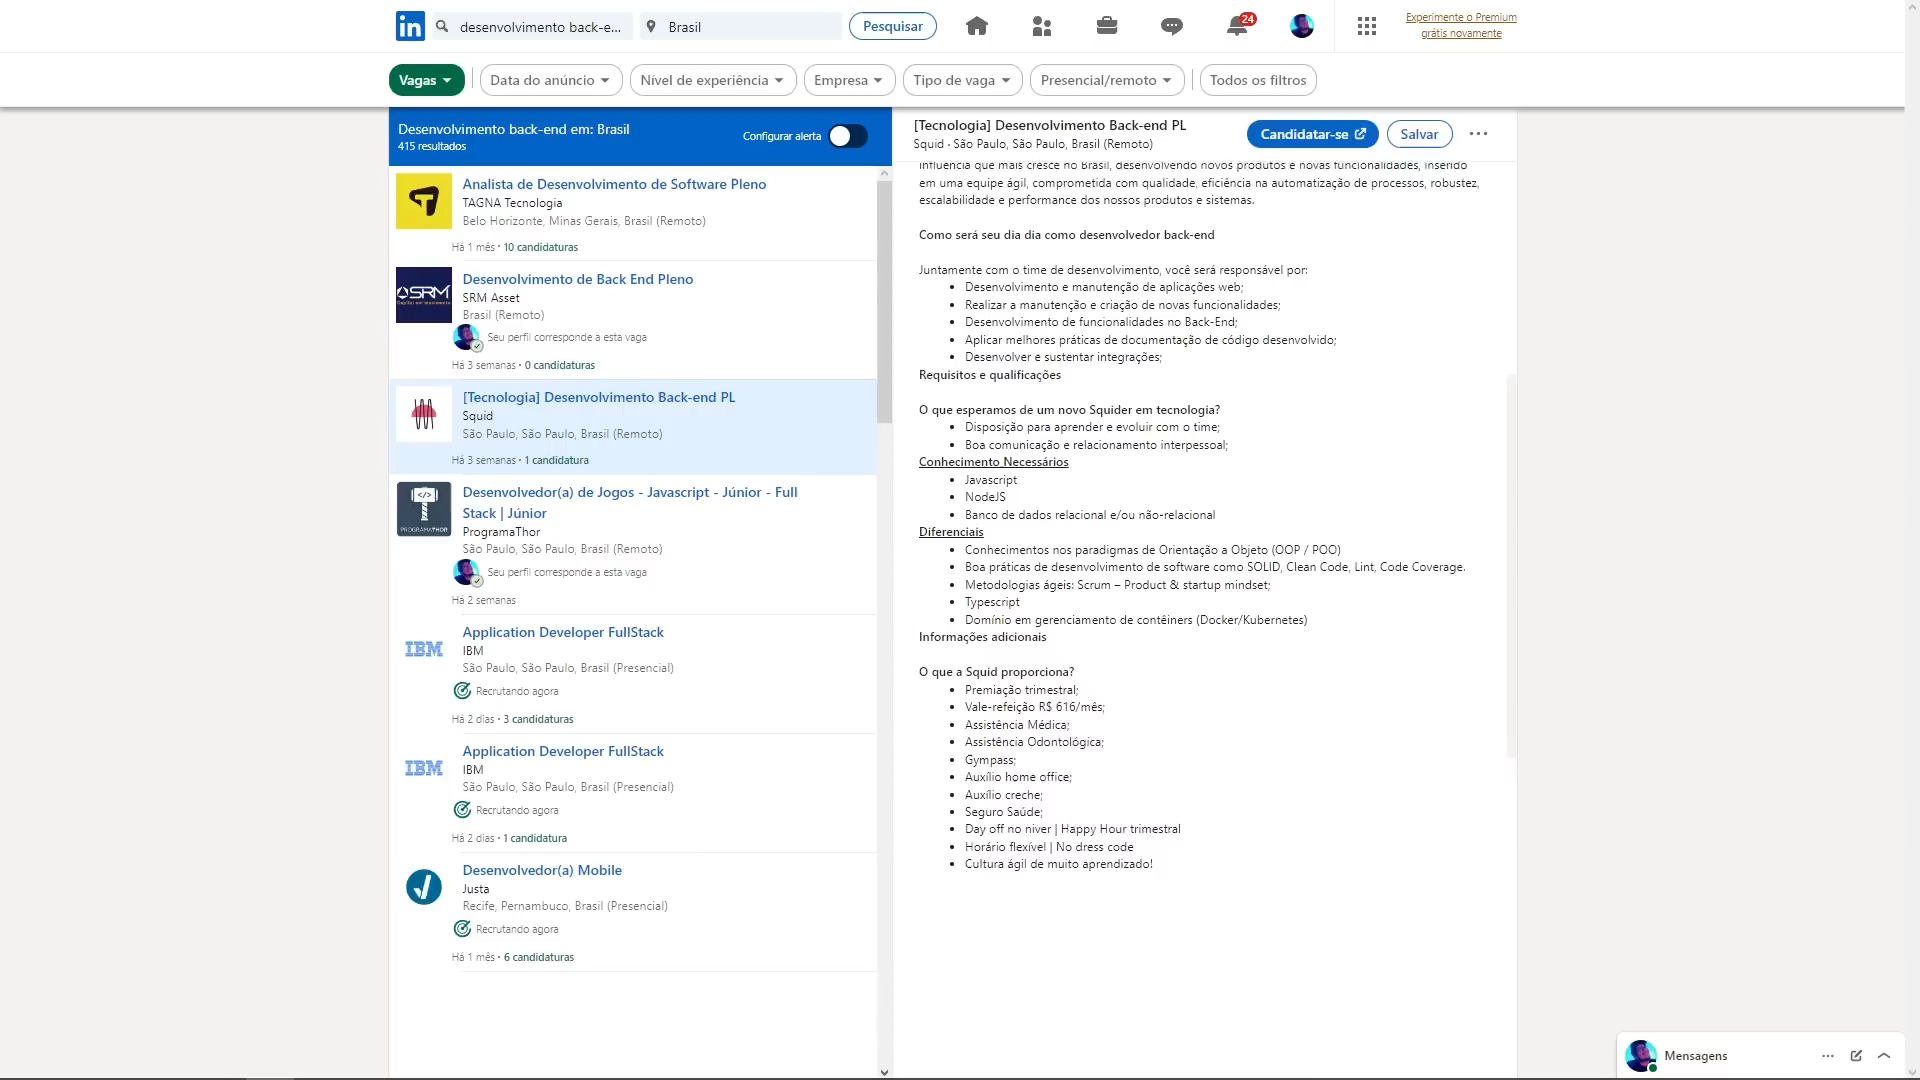 desenvolvimento back-e...
Brasil
Pesquisar
24
Experimente o Premium
grátis novamente
Vagas
Data do anúncio
Nível de experiência
Empresa
Tipo de vaga
Presencial/remoto
Todos os filtros
Desenvolvimento back-end em: Brasil
415 resultados
Configurar alerta
Analista de Desenvolvimento de Software Pleno
TAGNA Tecnologia
Belo Horizonte, Minas Gerais, Brasil (Remoto)
Há 1 mês · 10 candidaturas
SRM
Desenvolvimento de Back End Pleno
SRM Asset
Brasil (Remoto)
Seu perfil corresponde a esta vaga
Há 3 semanas · 0 candidaturas
[Tecnologia] Desenvolvimento Back-end PL
Squid
São Paulo, São Paulo, Brasil (Remoto)
Há 3 semanas · 1 candidatura
</>
PROGRAMATHOR
Desenvolvedor(a) de Jogos - Javascript - Júnior - Full
Stack | Júnior
ProgramaThor
São Paulo, São Paulo, Brasil (Remoto)
Seu perfil corresponde a esta vaga
Há 2 semanas
IBM
Application Developer FullStack
IBM
São Paulo, São Paulo, Brasil (Presencial)
Recrutando agora
Há 2 dias · 3 candidaturas
IBM
Application Developer FullStack
IBM
São Paulo, São Paulo, Brasil (Presencial)
Recrutando agora
Há 2 dias · 1 candidatura
Desenvolvedor(a) Mobile
Justa
Recife, Pernambuco, Brasil (Presencial)
Recrutando agora
Há 1 mês · 6 candidaturas
[Tecnologia] Desenvolvimento Back-end PL
Squid · São Paulo, São Paulo, Brasil (Remoto)
Candidatar-se
Salvar
influência que mais cresce no Brasil, desenvolvendo novos produtos e novas funcionalidades, inserido
em uma equipe ágil, comprometida com qualidade, eficiência na automatização de processos, robustez,
escalabilidade e performance dos nossos produtos e sistemas.
Como será seu dia dia como desenvolvedor back-end
Juntamente com o time de desenvolvimento, você será responsável por:
• Desenvolvimento e manutenção de aplicações web;
• Realizar a manutenção e criação de novas funcionalidades;
• Desenvolvimento de funcionalidades no Back-End;
• Aplicar melhores práticas de documentação de código desenvolvido;
• Desenvolver e sustentar integrações;
Requisitos e qualificações
O que esperamos de um novo Squider em tecnologia?
• Disposição para aprender e evoluir com o time;
• Boa comunicação e relacionamento interpessoal;
Conhecimento Necessários
• Javascript
• NodeJS
• Banco de dados relacional e/ou não-relacional
Diferenciais
• Conhecimentos nos paradigmas de Orientação a Objeto (OOP / POO)
• Boa práticas de desenvolvimento de software como SOLID, Clean Code, Lint, Code Coverage.
• Metodologias ágeis: Scrum – Product & startup mindset;
• Typescript
• Domínio em gerenciamento de contêiners (Docker/Kubernetes)
Informações adicionais
O que a Squid proporciona?
• Premiação trimestral;
• Vale-refeição R$ 616/mês;
• Assistência Médica;
• Assistência Odontológica;
• Gympass;
• Auxílio home office;
• Auxílio creche;
• Seguro Saúde;
• Day off no niver | Happy Hour trimestral
• Horário flexível | No dress code
• Cultura ágil de muito aprendizado!
Mensagens